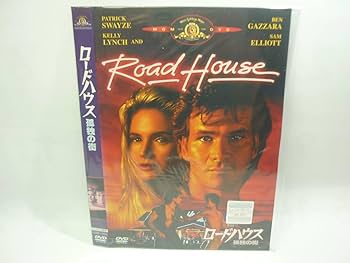 PATRICK
SWAYZE
KELLY
LYNCH AND
BEN
GAZZARA
SAM
ELLIOTT
MGM DVD
Road House
ロードハウス
孤独の街
ロードハウス
孤独の街
DVD
DVD